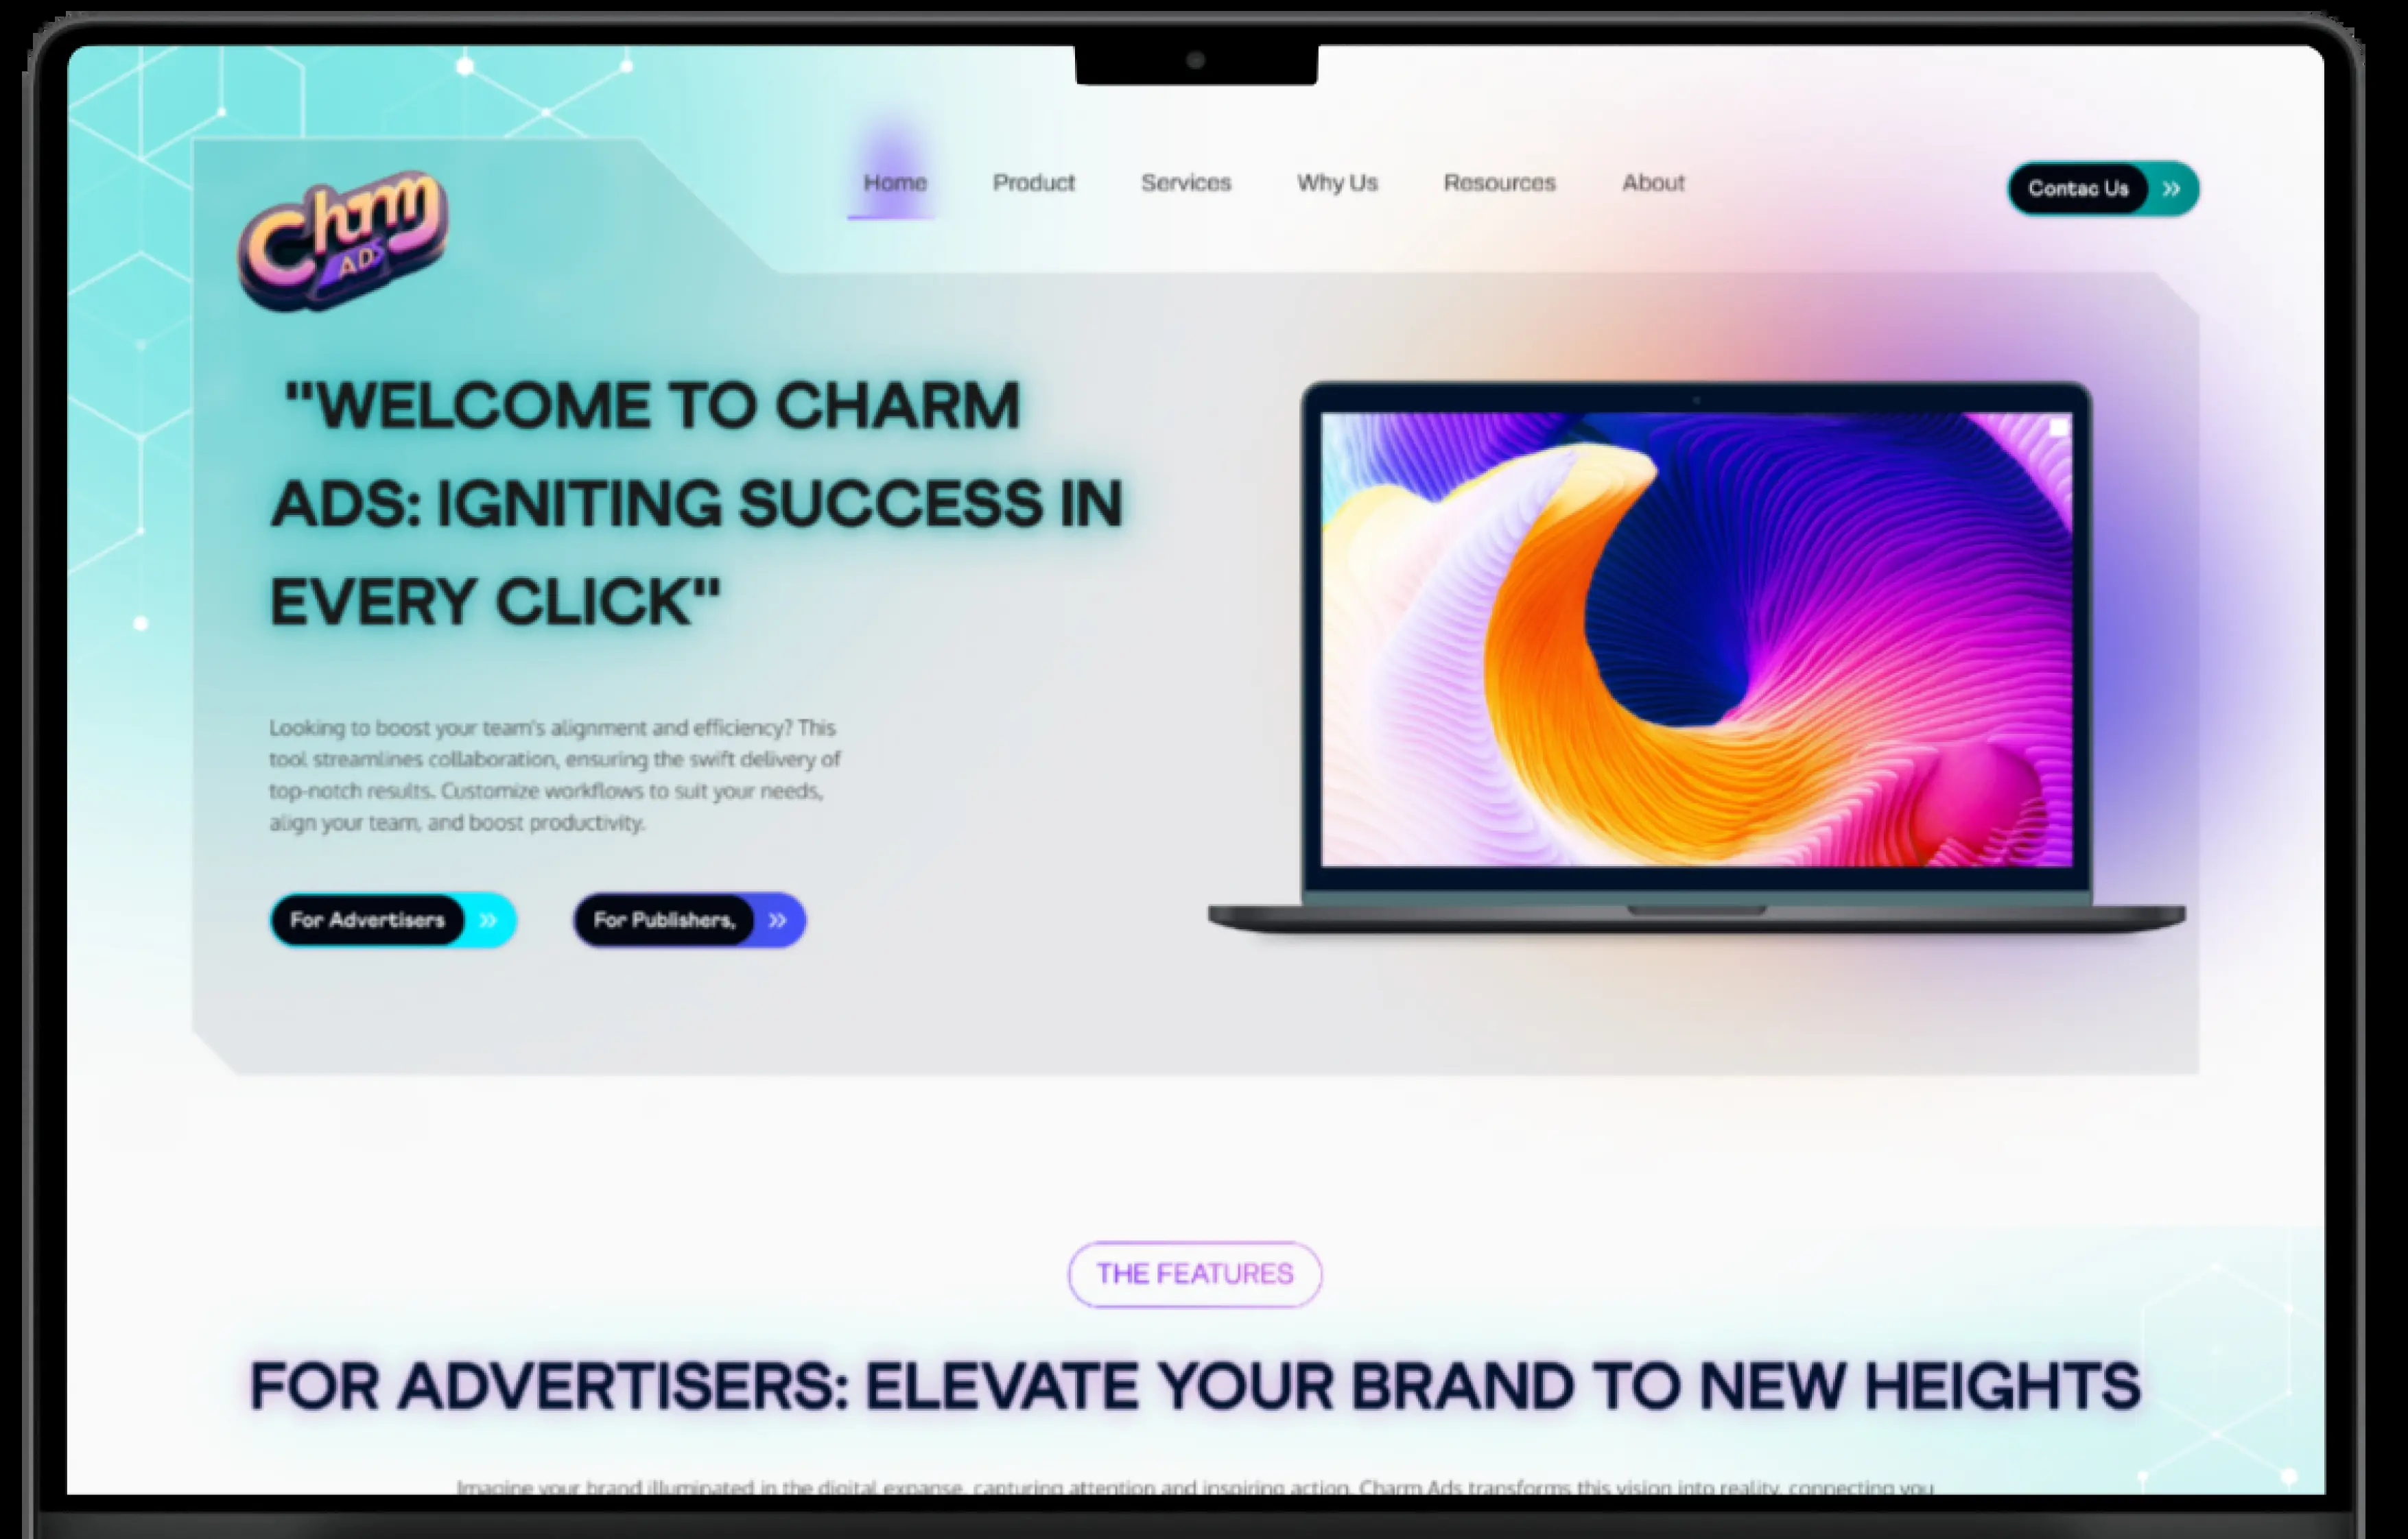 Chrm
ADS
Home Product Services Why Us Resources About
Contac Us
"WELCOME TO CHARM
ADS: IGNITING SUCCESS IN
EVERY CLICK"
Looking to boost your team's alignment and efficiency? This
tool streamlines collaboration, ensuring the swift delivery of
top-notch results. Customize workflows to suit your needs,
align your team, and boost productivity.
For Advertisers
For Publishers,
THE FEATURES
FOR ADVERTISERS: ELEVATE YOUR BRAND TO NEW HEIGHTS
Imagine your brand illuminated in the digital expanse, capturing attention and inspiring action. Charm Ads transforms this vision into reality, connecting you